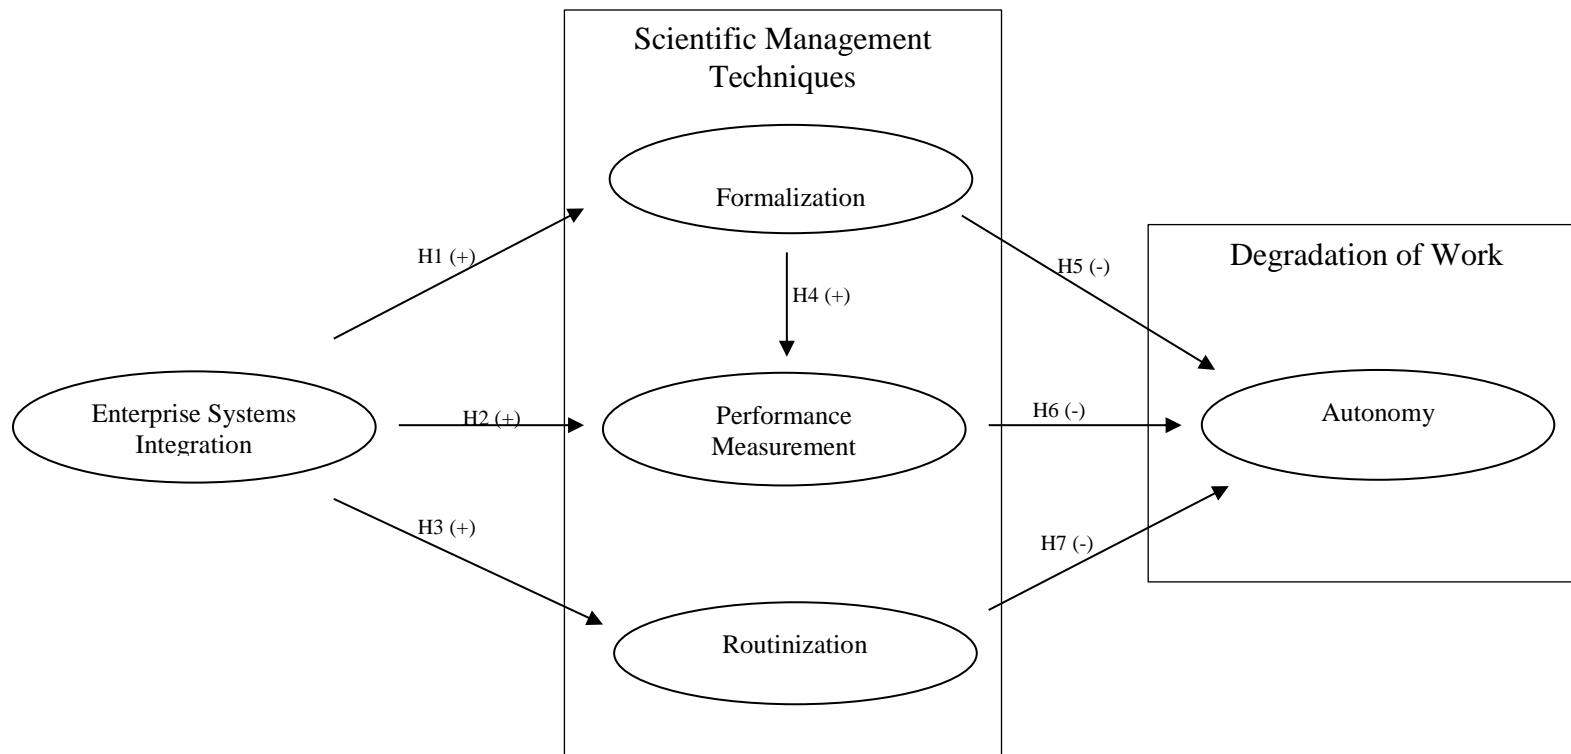 Scientific Management
Techniques
Formalization
H1 (+)
H5 (-)
Degradation of Work
H4 (+)
Enterprise Systems
Integration
H2 (+)
Performance
Measurement
H6 (-)
Autonomy
H3 (+)
H7 (-)
Routinization